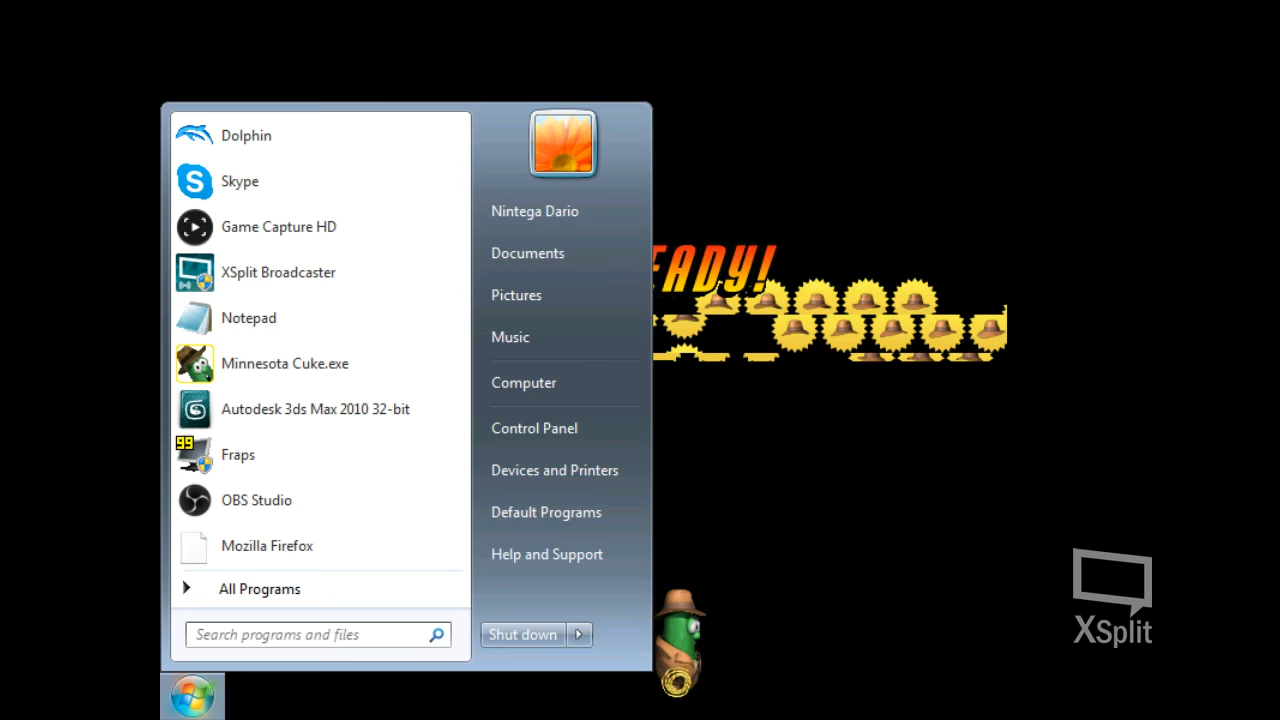 Dolphin
Skype
Game Capture HD
XSplit Broadcaster
Notepad
Minnesota Cuke.exe
Autodesk 3ds Max 2010 32-bit
99
Fraps
OBS Studio
Mozilla Firefox
All Programs
Search programs and files
Nintega Dario
Documents
Pictures
Music
Computer
Control Panel
Devices and Printers
Default Programs
Help and Support
Shut down
EADY!
XSplit